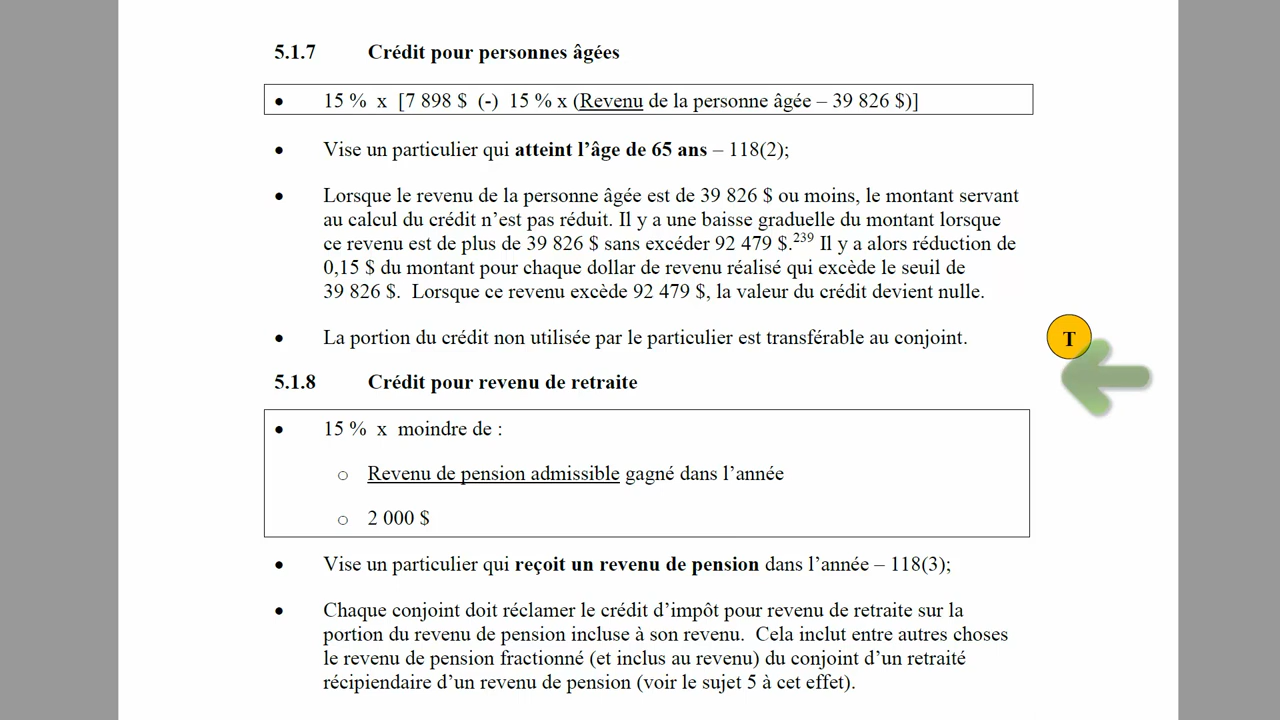 5.1.7 Crédit pour personnes âgées
• 15 % x [7 898 $ (-) 15 % x (Revenu de la personne âgée – 39 826 $)]
• Vise un particulier qui atteint l'âge de 65 ans – 118(2);
• Lorsque le revenu de la personne âgée est de 39 826 $ ou moins, le montant servant
au calcul du crédit n'est pas réduit. Il y a une baisse graduelle du montant lorsque
ce revenu est de plus de 39 826 $ sans excéder 92 479 $.239 Il y a alors réduction de
0,15 $ du montant pour chaque dollar de revenu réalisé qui excède le seuil de
39 826 $. Lorsque ce revenu excède 92 479 $, la valeur du crédit devient nulle.
• La portion du crédit non utilisée par le particulier est transférable au conjoint.
T
5.1.8 Crédit pour revenu de retraite
• 15 % x moindre de :
o Revenu de pension admissible gagné dans l'année
o 2 000 $
• Vise un particulier qui reçoit un revenu de pension dans l'année – 118(3);
• Chaque conjoint doit réclamer le crédit d'impôt pour revenu de retraite sur la
portion du revenu de pension incluse à son revenu. Cela inclut entre autres choses
le revenu de pension fractionné (et inclus au revenu) du conjoint d'un retraité
récipiendaire d'un revenu de pension (voir le sujet 5 à cet effet).